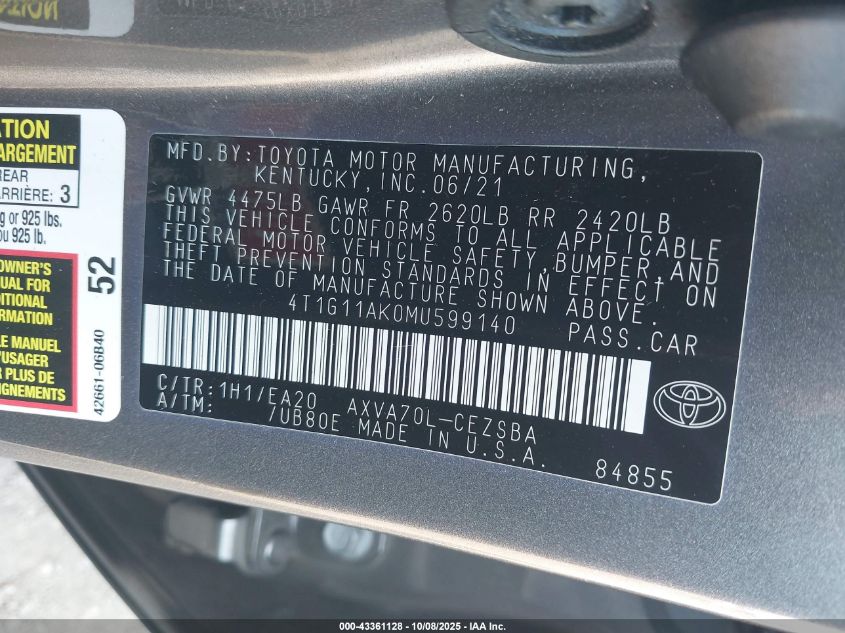 ATION
ARGEMENT
REAR
ARRIÈRE: 3
g or 925 lbs.
ou 925 lb.
OWNER'S
NUAL FOR
DITIONAL
ORMATION
LE MANUEL
L'USAGER
R PLUS DE
IGNEMENTS
52
42661-06B40
MFD.BY:TOYOTA MOTOR MANUFACTURING,
KENTUCKY, INC.06/21
GVWR 4475LB GAWR FR 2620LB RR 2420LB
THIS VEHICLE CONFORMS TO ALL APPLICABLE
FEDERAL MOTOR VEHICLE SAFETY,BUMPER,AND
THEFT PREVENTION STANDARDS IN EFFECT ON
THE DATE OF MANUFACTURE SHOWN ABOVE.
4T1G11AK0MU599140 PASS.CAR
C/TR: 1H1/EA20 AXVA70L-CEZSBA
A/TM: /UB80E MADE IN U.S.A.
84855
000-43361128 - 10/08/2025 - IAA Inc.